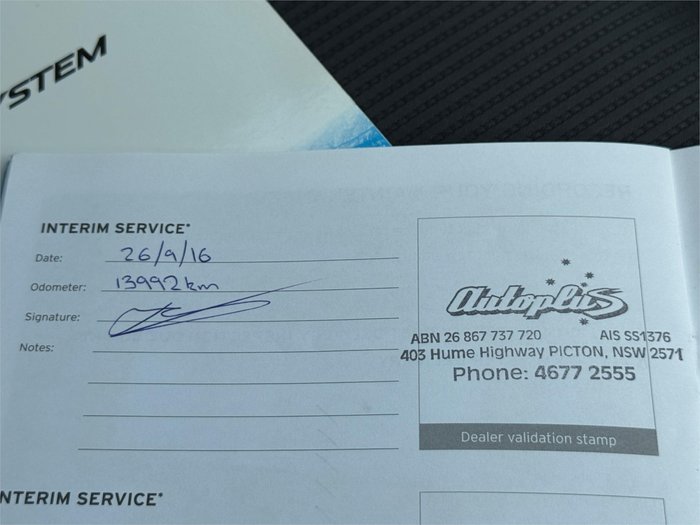 YSTEM
INTERIM SERVICE*
Date: 26/9/16
Odometer: 13992km
Signature:
Notes:
autoplus
ABN 26 867 737 720 AIS SS1376
403 Hume Highway PICTON, NSW 2571
Phone: 4677 2555
Dealer validation stamp
INTERIM SERVICE*